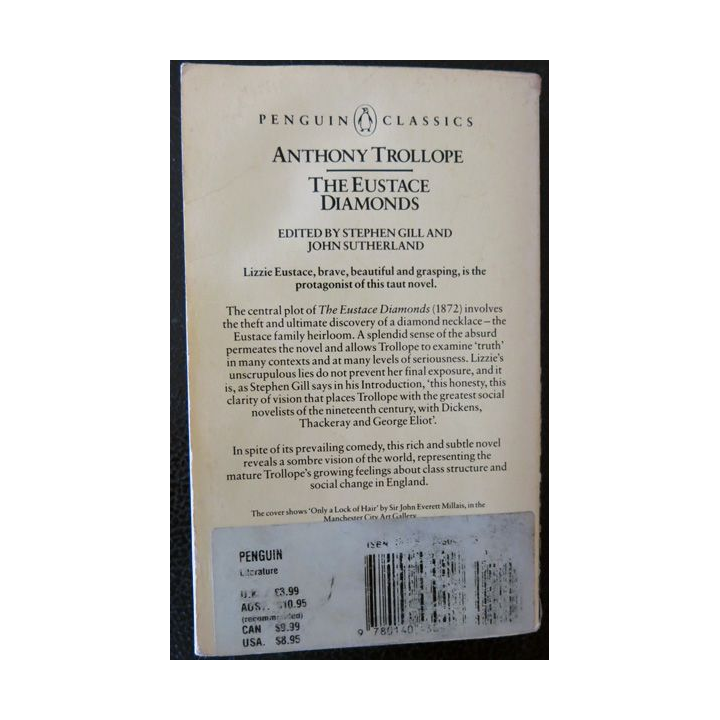 PENGUIN CLASSICS
ANTHONY TROLLOPE
THE EUSTACE
DIAMONDS
EDITED BY STEPHEN GILL AND
JOHN SUTHERLAND
Lizzie Eustace, brave, beautiful and grasping, is the
protagonist of this taut novel.
The central plot of The Eustace Diamonds (1872) involves
the theft and ultimate discovery of a diamond necklace – the
Eustace family heirloom. A splendid sense of the absurd
permeates the novel and allows Trollope to examine ‘truth’
in many contexts and at many levels of seriousness. Lizzie’s
unscrupulous lies do not prevent her final exposure, and it
is, as Stephen Gill says in his Introduction, ‘this honesty, this
clarity of vision that places Trollope with the greatest social
novelists of the nineteenth century, with Dickens,
Thackeray and George Eliot’.
In spite of its prevailing comedy, this rich and subtle novel
reveals a sombre vision of the world, representing the
mature Trollope’s growing feelings about class structure and
social change in England.
The cover shows ‘Only a Lock of Hair’ by Sir John Everett Millais, in the
Manchester City Art Gallery
PENGUIN
Literature
U.K. £3.99
AUS. $10.95
(recommended)
CAN $9.99
USA. $8.95
ISBN
9 780140